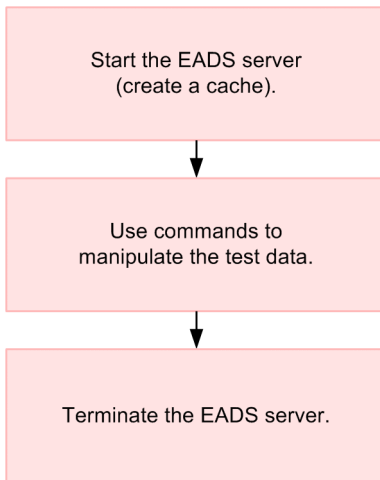 Start the EADS server
(create a cache).
Use commands to
manipulate the test data.
Terminate the EADS server.